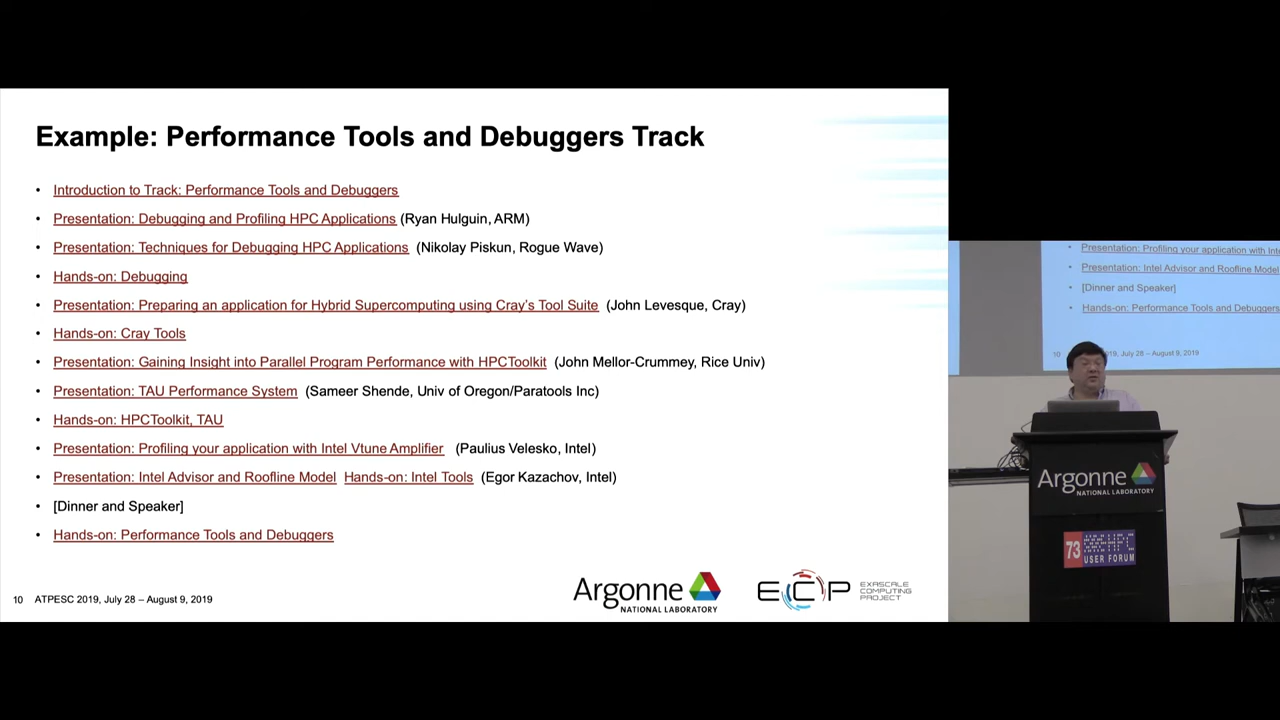 Example: Performance Tools and Debuggers Track
• Introduction to Track: Performance Tools and Debuggers
• Presentation: Debugging and Profiling HPC Applications (Ryan Hulguin, ARM)
• Presentation: Techniques for Debugging HPC Applications (Nikolay Piskun, Rogue Wave)
• Hands-on: Debugging
• Presentation: Preparing an application for Hybrid Supercomputing using Cray's Tool Suite (John Levesque, Cray)
• Hands-on: Cray Tools
• Presentation: Gaining Insight into Parallel Program Performance with HPCToolkit (John Mellor-Crummey, Rice Univ)
• Presentation: TAU Performance System (Sameer Shende, Univ of Oregon/Paratools Inc)
• Hands-on: HPCToolkit, TAU
• Presentation: Profiling your application with Intel Vtune Amplifier (Paulius Velesko, Intel)
• Presentation: Intel Advisor and Roofline Model Hands-on: Intel Tools (Egor Kazachov, Intel)
• [Dinner and Speaker]
• Hands-on: Performance Tools and Debuggers
10 ATPESC 2019, July 28 – August 9, 2019
Argonne
NATIONAL LABORATORY
ECP
EXASCALE
COMPUTING
PROJECT
• Presentation: Profiling your application with Inte
• Presentation: Intel Advisor and Roofline Model
• [Dinner and Speaker]
• Hands-on: Performance Tools and Debuggers
10 , July 28 – August 9, 2019
Argonne
NATIONAL LABORATORY
73
USER FORUM